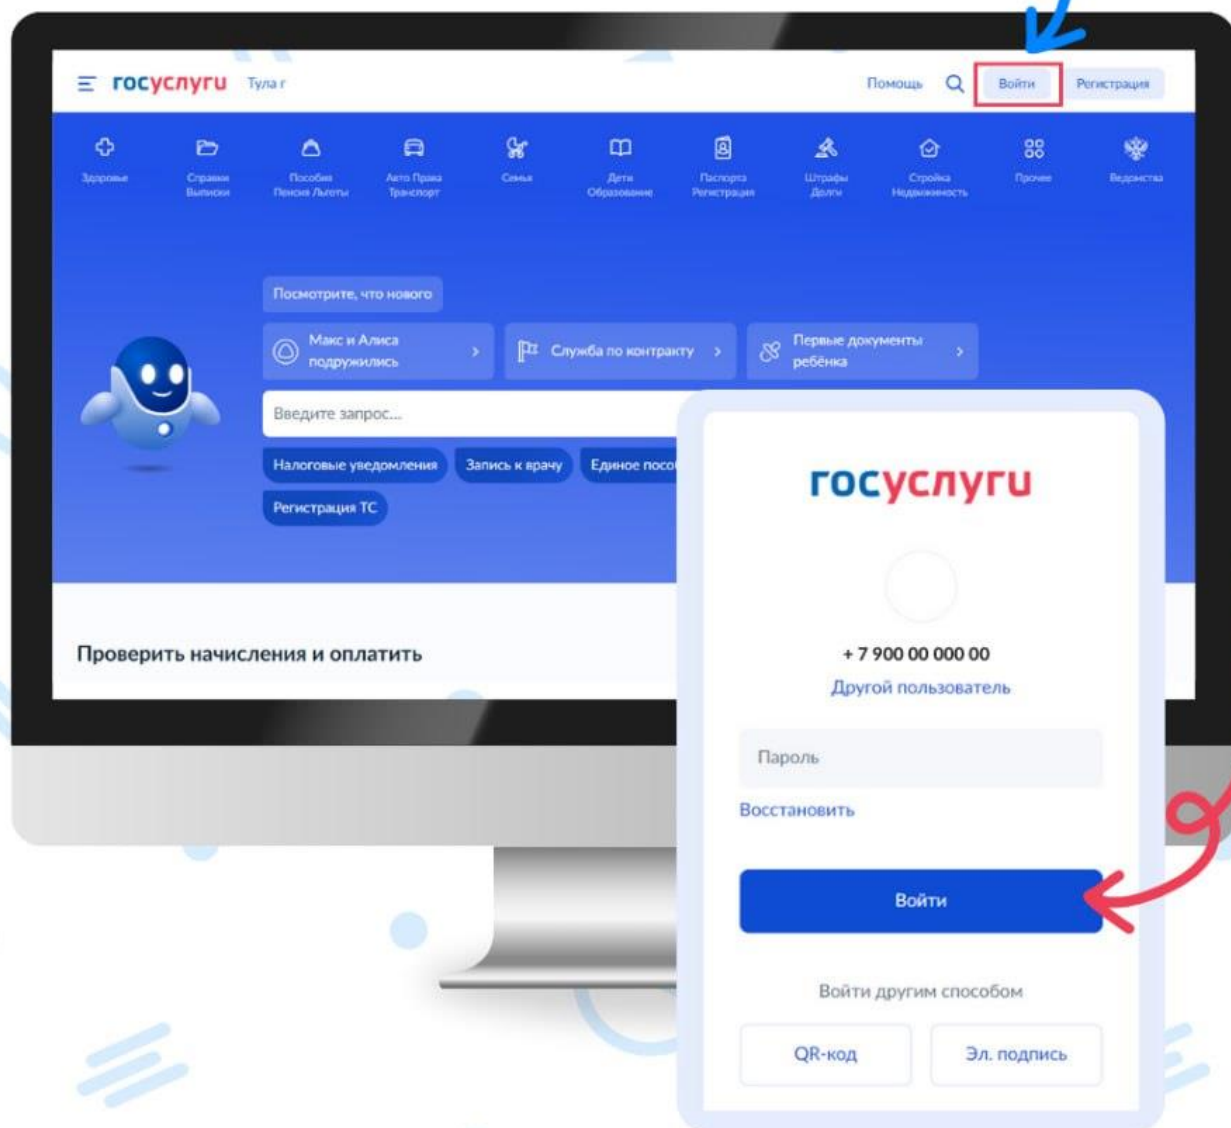 госуслуги Тула г Помощь Войти Регистрация
Здоровье
Справки
Выписки
Пособия
Пенсия Льготы
Авто Права
Транспорт
Семья
Дети
Образование
Паспорта
Регистрация
Штрафы
Долги
Стройка
Недвижимость
Прочее
Ведомства
Посмотрите, что нового
Макс и Алиса
подружились
Служба по контракту
Первые документы
ребёнка
Введите запрос...
Налоговые уведомления
Запись к врачу
Единое посо
Регистрация ТС
Проверить начисления и оплатить
госуслуги
+ 7 900 00 000 00
Другой пользователь
Пароль
Восстановить
Войти
Войти другим способом
QR-код
Эл. подпись